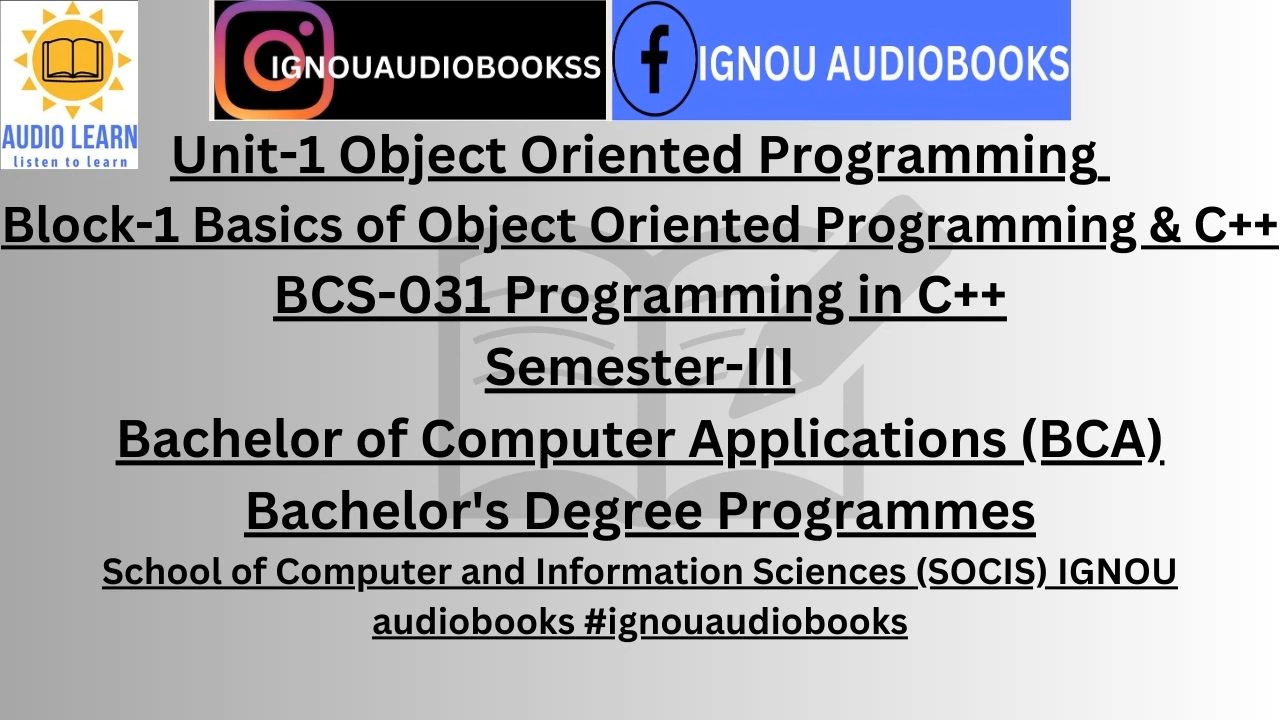 AUDIO LEARN
listen to learn
IGNOUAUDIOBOOKSS
IGNOU AUDIOBOOKS
Unit-1 Object Oriented Programming
Block-1 Basics of Object Oriented Programming & C++
BCS-031 Programming in C++
Semester-III
Bachelor of Computer Applications (BCA)
Bachelor's Degree Programmes
School of Computer and Information Sciences (SOCIS) IGNOU
audiobooks #ignouaudiobooks